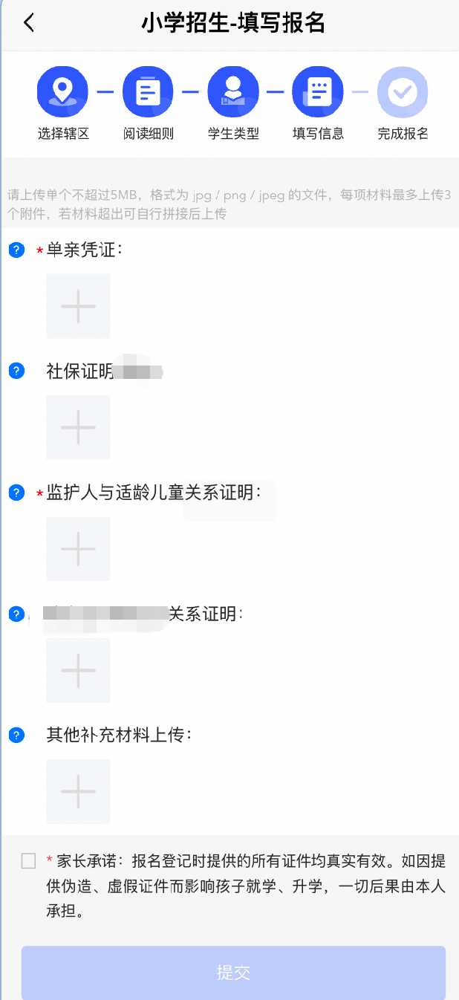 小学招生-填写报名
选择辖区 阅读细则 学生类型 填写信息 完成报名
请上传单个不超过5MB，格式为 jpg / png / jpeg 的文件，每项材料最多上传3
个附件，若材料超出可自行拼接后上传
? *单亲凭证：
? 社保证明
? *监护人与适龄儿童关系证明：
? 关系证明：
? 其他补充材料上传：
* 家长承诺：报名登记时提供的所有证件均真实有效。如因提
供伪造、虚假证件而影响孩子就学、升学，一切后果由本人
承担。
提交